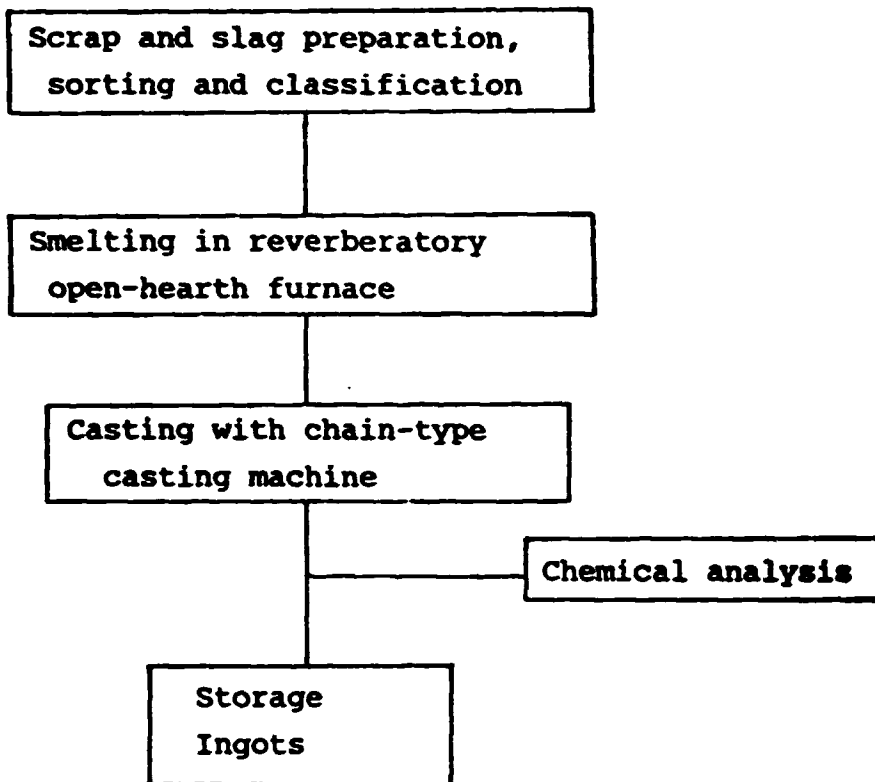 Scrap and slag preparation,
sorting and classification
Smelting in reverberatory
open-hearth furnace
Casting with chain-type
casting machine
Chemical analysis
Storage
Ingots